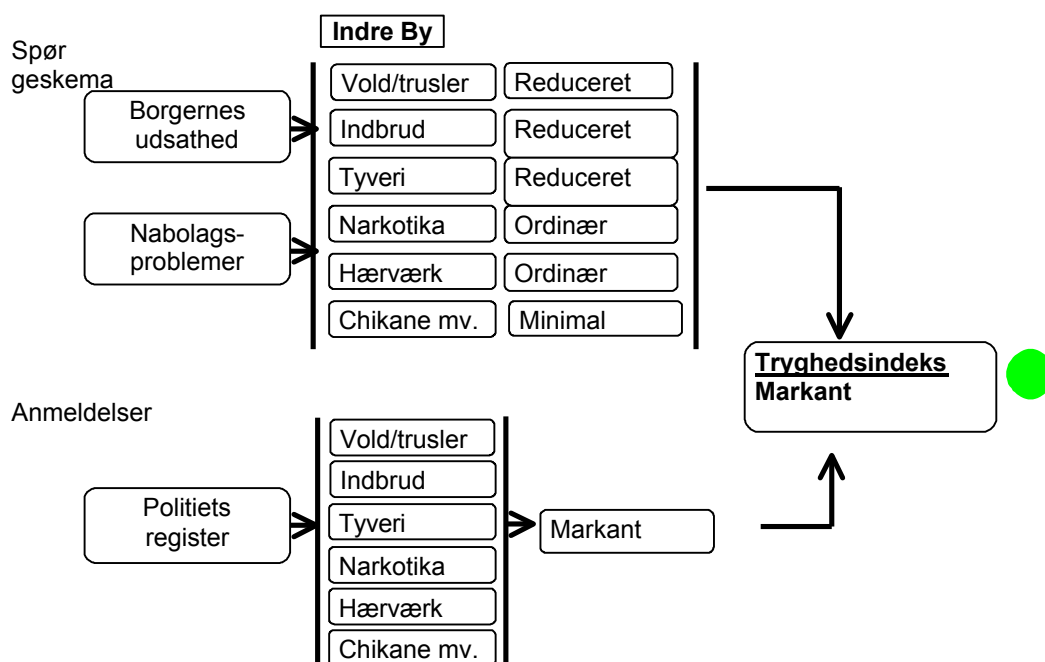 Indre By
Spør
geskema
Borgernes
udsathed
Nabolags-
problemer
Vold/trusler Reduceret
Indbrud Reduceret
Tyveri Reduceret
Narkotika Ordinær
Hærværk Ordinær
Chikane mv. Minimal
Tryghedsindeks
Markant
Anmeldelser
Politiets
register
Vold/trusler
Indbrud
Tyveri
Narkotika
Hærværk
Chikane mv.
Markant